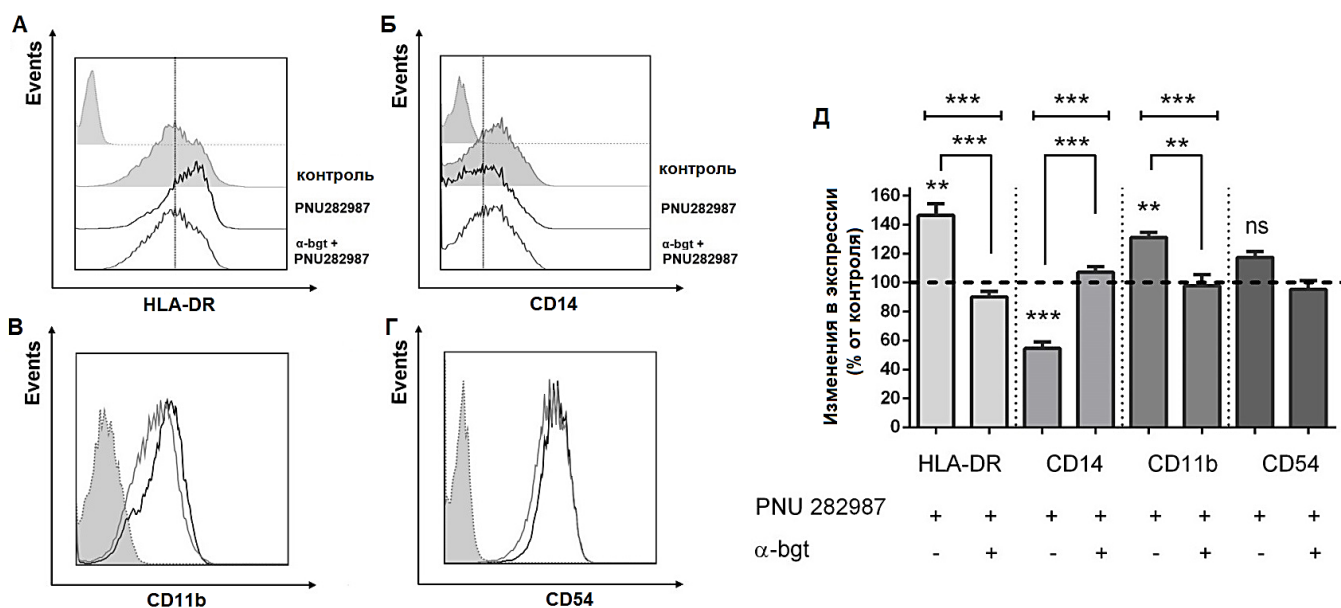 А
Events
контроль
PNU282987
α-bgt +
PNU282987
HLA-DR
Б
Events
контроль
PNU282987
α-bgt +
PNU282987
CD14
В
Events
CD11b
Г
Events
CD54
Д
*** *** ***
*** *** **
** *** ** ns
Изменения в экспрессии
(% от контроля)
160
140
120
100
80
60
40
20
0
HLA-DR CD14 CD11b CD54
PNU 282987 + + + + + + + +
α-bgt - + - + - + - +